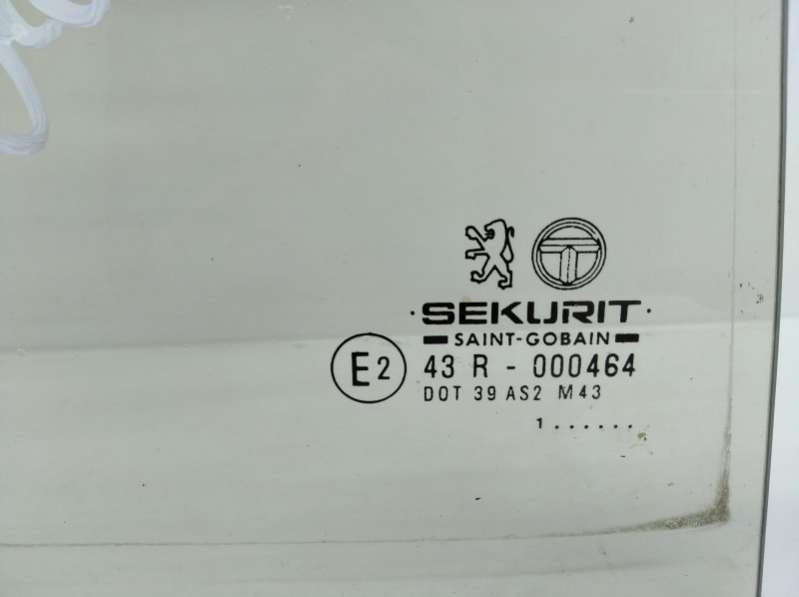 SEKURIT
SAINT-GOBAIN
E2 43 R - 000464
DOT 39 AS2 M43
1 . . . . . .